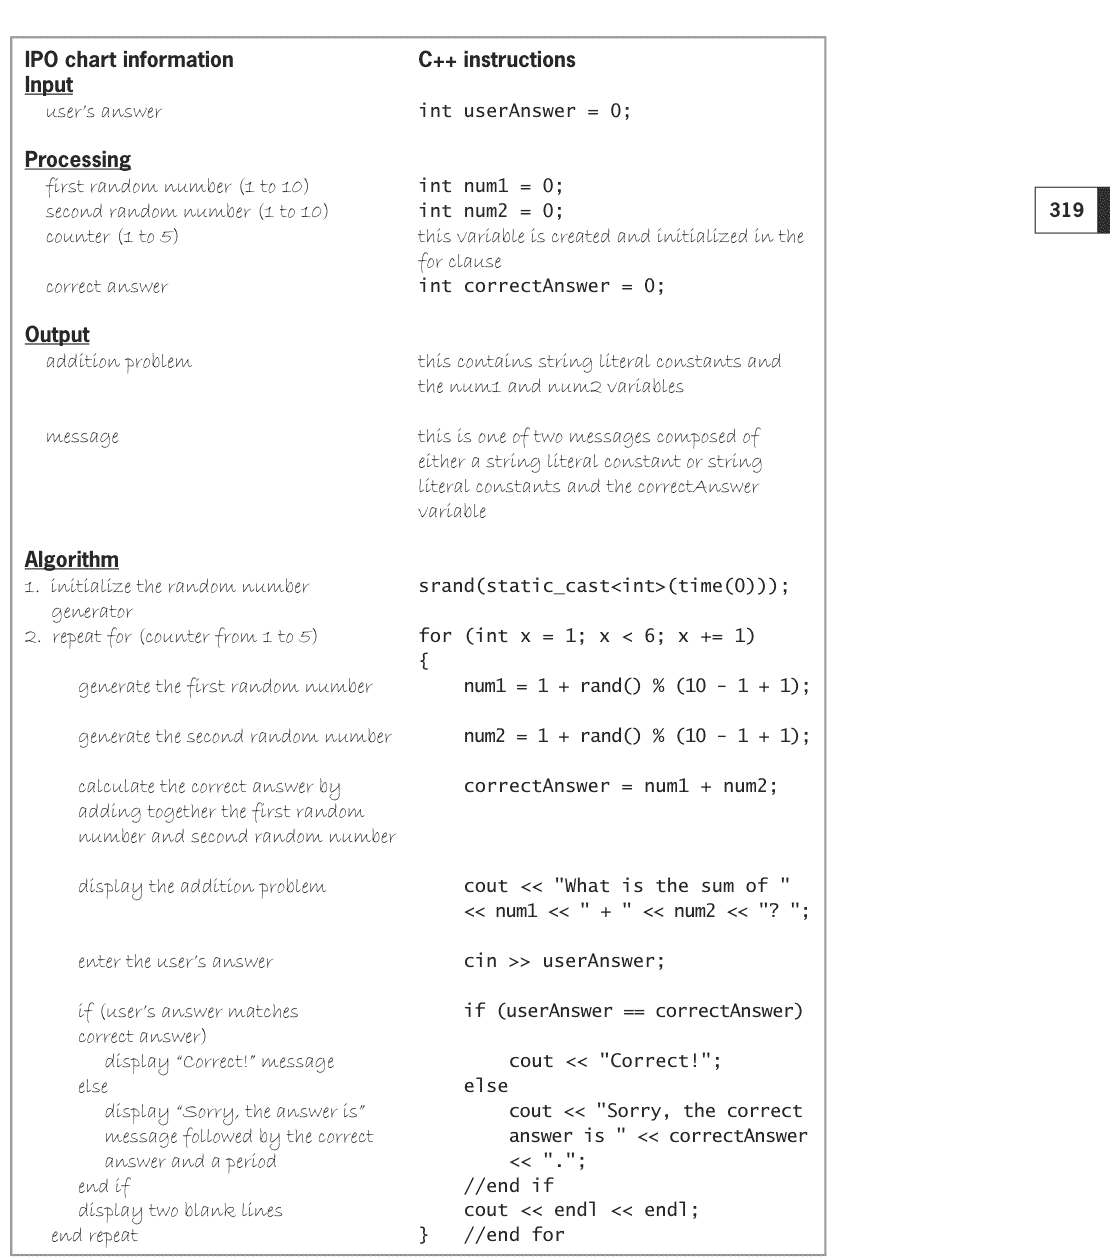 IPO chart information C++ instructions
Input
user's answer int userAnswer = 0;
Processing
first random number (1 to 10) int num1 = 0;
second random number (1 to 10) int num2 = 0;
319
counter (1 to 5) this variable is created and initialized in the
for clause
correct answer int correctAnswer = 0;
Output
addition problem this contains string literal constants and
the num1 and num2 variables
message this is one of two messages composed of
either a string literal constant or string
literal constants and the correctAnswer
variable
Algorithm
1. initialize the random number srand(static_cast<int>(time(0)));
generator
2. repeat for (counter from 1 to 5) for (int x = 1; x < 6; x += 1)
{
generate the first random number num1 = 1 + rand() % (10 – 1 + 1);
generate the second random number num2 = 1 + rand() % (10 – 1 + 1);
calculate the correct answer by correctAnswer = num1 + num2;
adding together the first random
number and second random number
display the addition problem cout << "What is the sum of "
<< num1 << " + " << num2 << "? ";
enter the user's answer cin >> userAnswer;
if (user's answer matches if (userAnswer == correctAnswer)
correct answer)
display "Correct!" message cout << "Correct!";
else else
display "Sorry, the answer is" cout << "Sorry, the correct
message followed by the correct answer is " << correctAnswer
answer and a period << ".";
end if //end if
display two blank lines cout << endl << endl;
end repeat } //end for